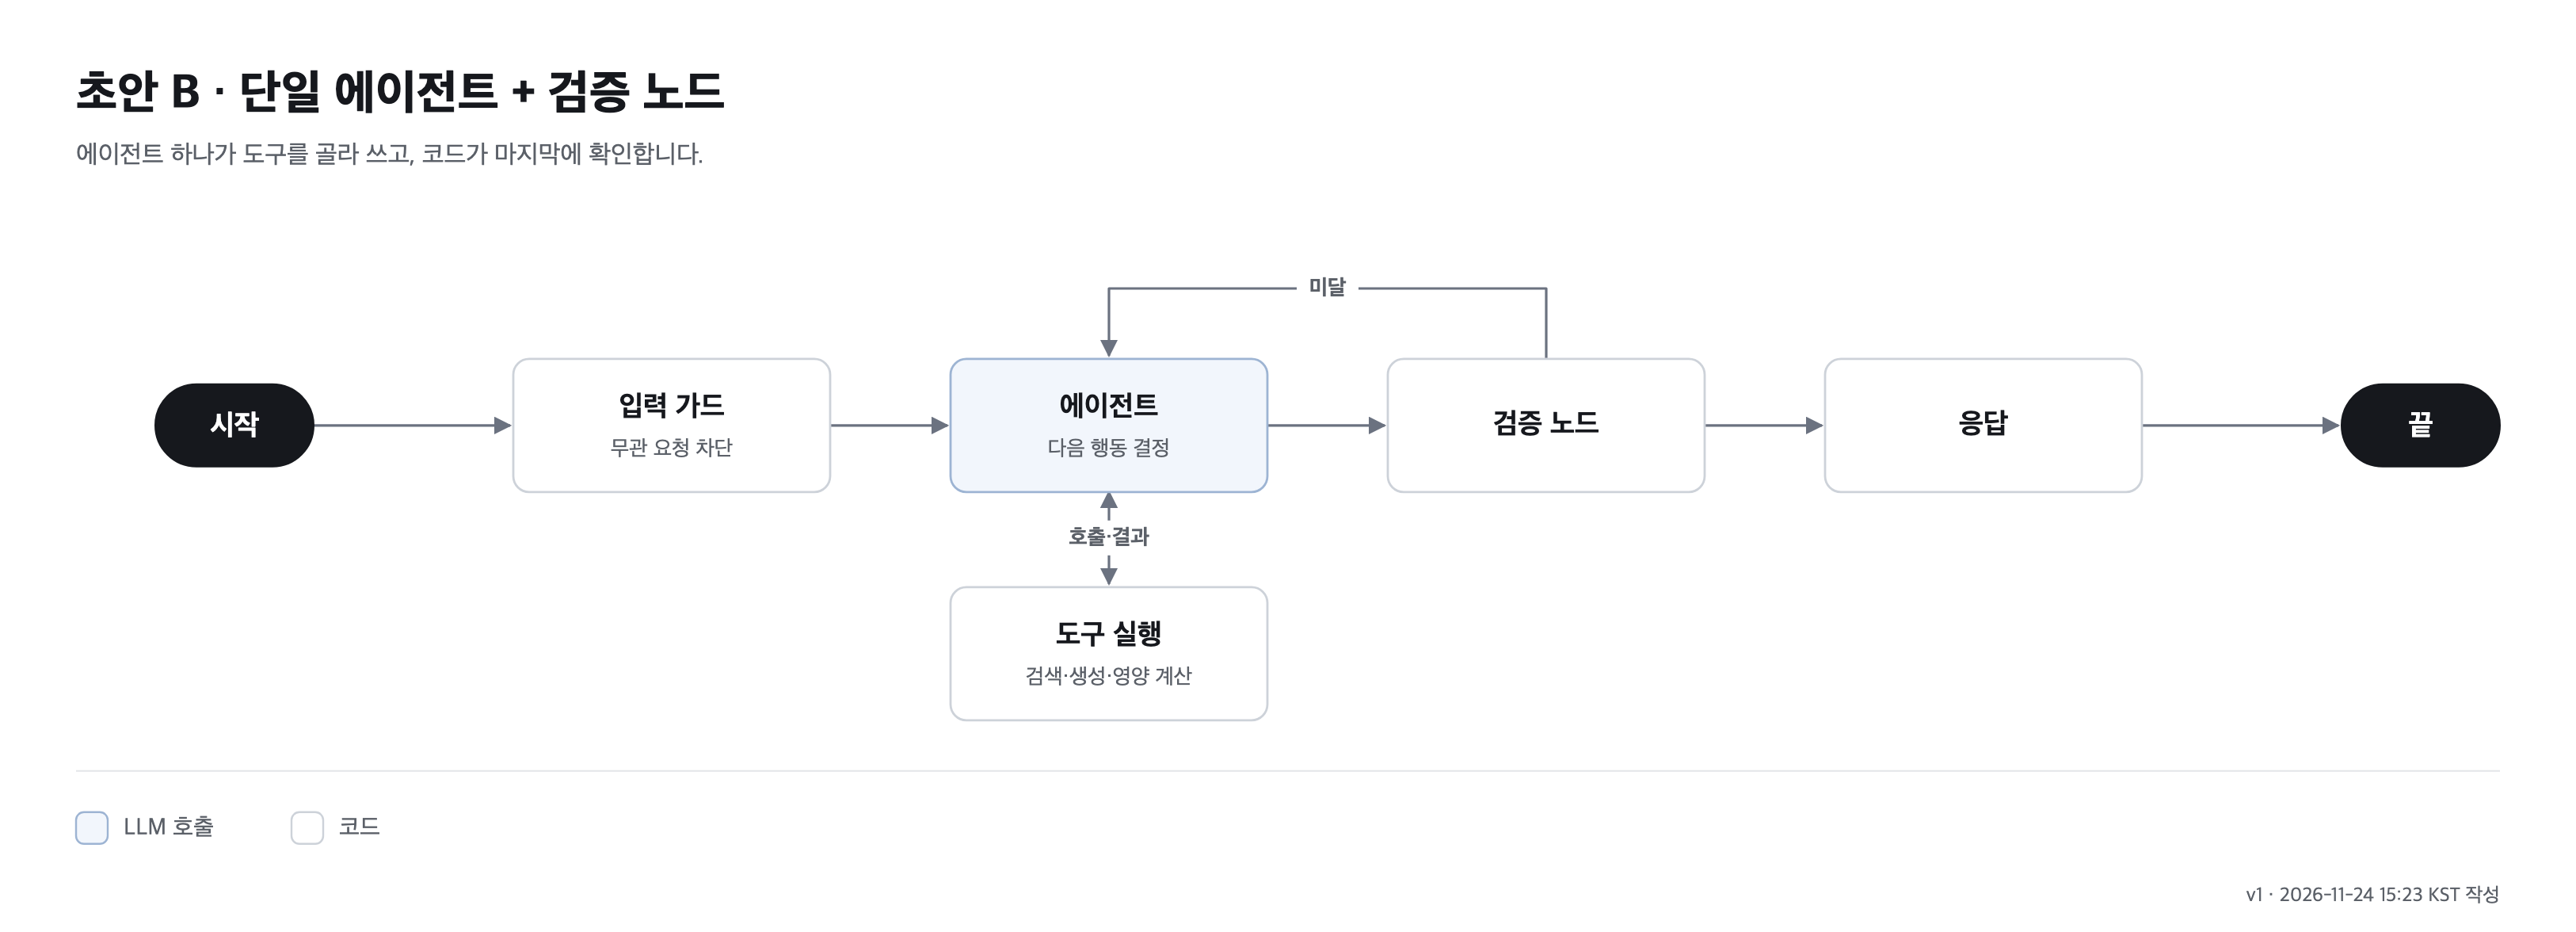 초안 B · 단일 에이전트 + 검증 노드
에이전트 하나가 도구를 골라 쓰고, 코드가 마지막에 확인합니다.
미달
시작
입력 가드
무관 요청 차단
에이전트
다음 행동 결정
검증 노드
응답
끝
호출·결과
도구 실행
검색·생성·영양 계산
LLM 호출
코드
v1 · 2026-11-24 15:23 KST 작성